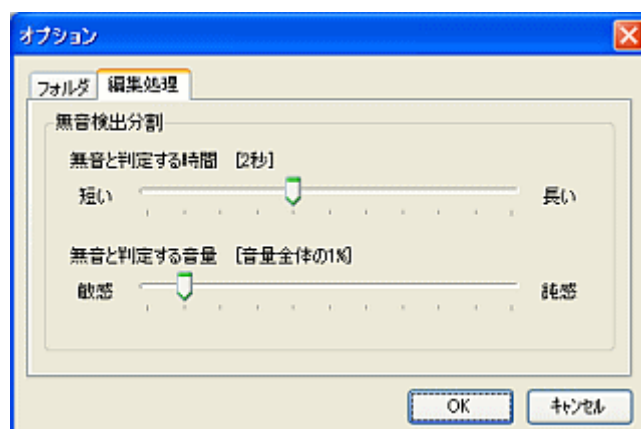 オプション
フォルダ 編集処理
無音検出分割
無音と判定する時間 [2秒]
短い 長い
無音と判定する音量 [音量全体の1%]
敏感 鈍感
OK キャンセル